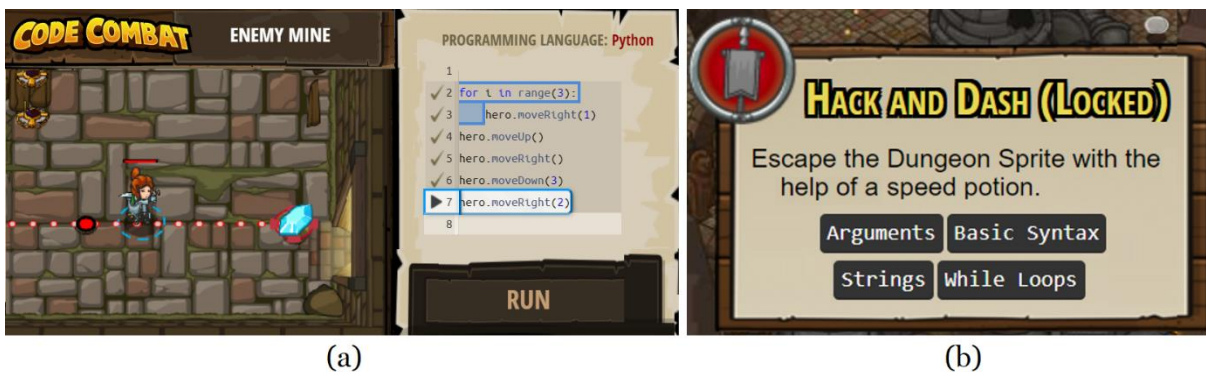 CODE COMBAT
ENEMY MINE
PROGRAMMING LANGUAGE: Python
1
2 for i in range(3):
3 hero.moveRight(1)
4 hero.moveUp()
5 hero.moveRight()
6 hero.moveDown(3)
7 hero.moveRight(2)
8
RUN
(a)
HACK AND DASH (LOCKED)
Escape the Dungeon Sprite with the
help of a speed potion.
Arguments Basic Syntax
Strings While Loops
(b)